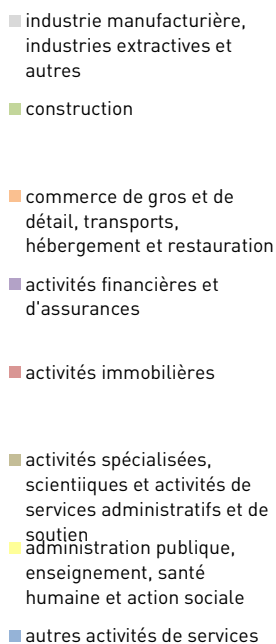 industrie manufacturière,
industries extractives et
autres
construction
commerce de gros et de
détail, transports,
hébergement et restauration
activités financières et
d'assurances
activités immobilières
activités spécialisées,
scientiiques et activités de
services administratifs et de
soutien
administration publique,
enseignement, santé
humaine et action sociale
autres activités de services